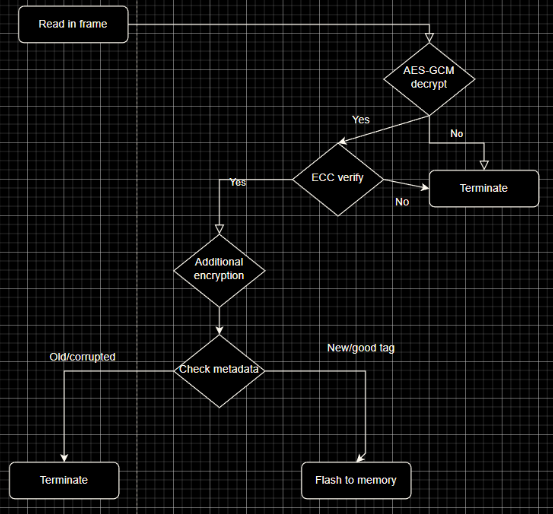 Read in frame
AES-GCM
decrypt
Yes
No
ECC verify
Terminate
Yes
No
Additional
encryption
New/good tag
Old/corrupted
Check metadata
Terminate
Flash to memory